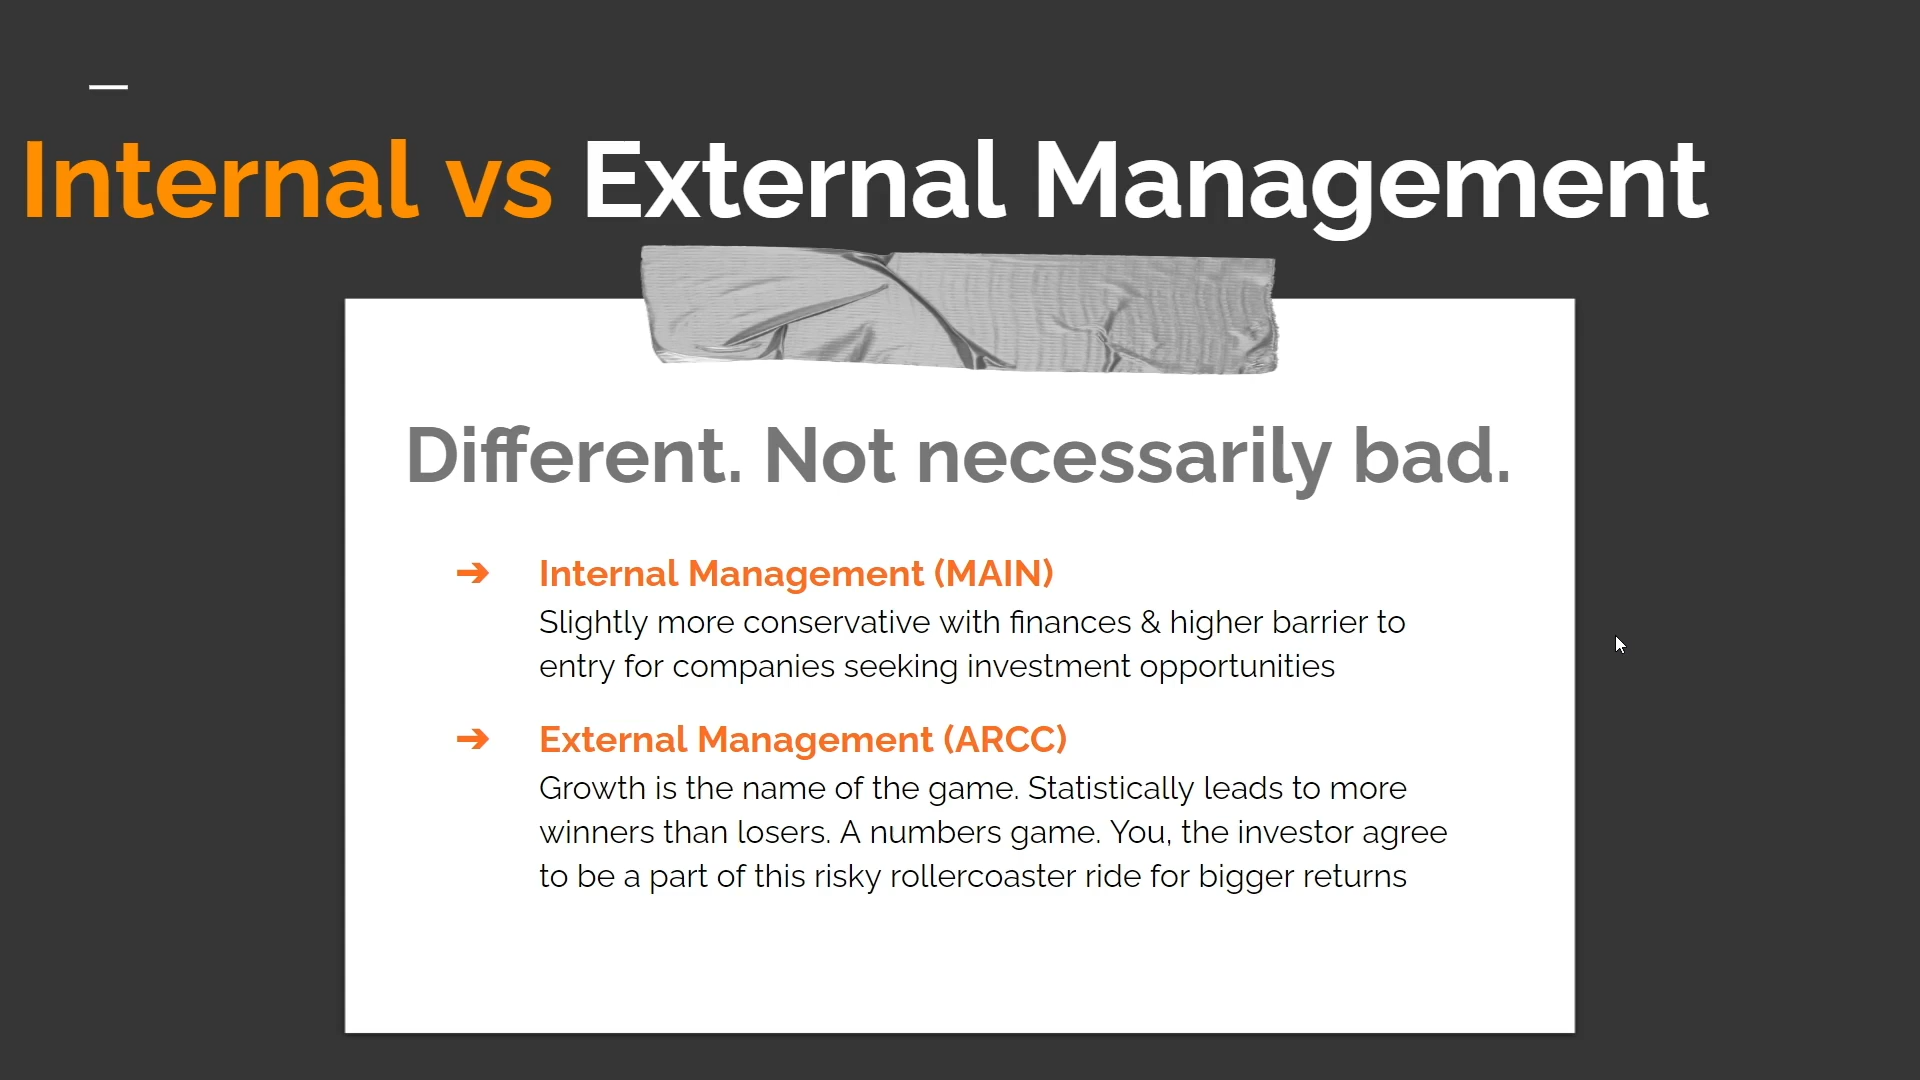 Internal vs External Management
Different. Not necessarily bad.
➔ Internal Management (MAIN)
Slightly more conservative with finances & higher barrier to
entry for companies seeking investment opportunities
➔ External Management (ARCC)
Growth is the name of the game. Statistically leads to more
winners than losers. A numbers game. You, the investor agree
to be a part of this risky rollercoaster ride for bigger returns